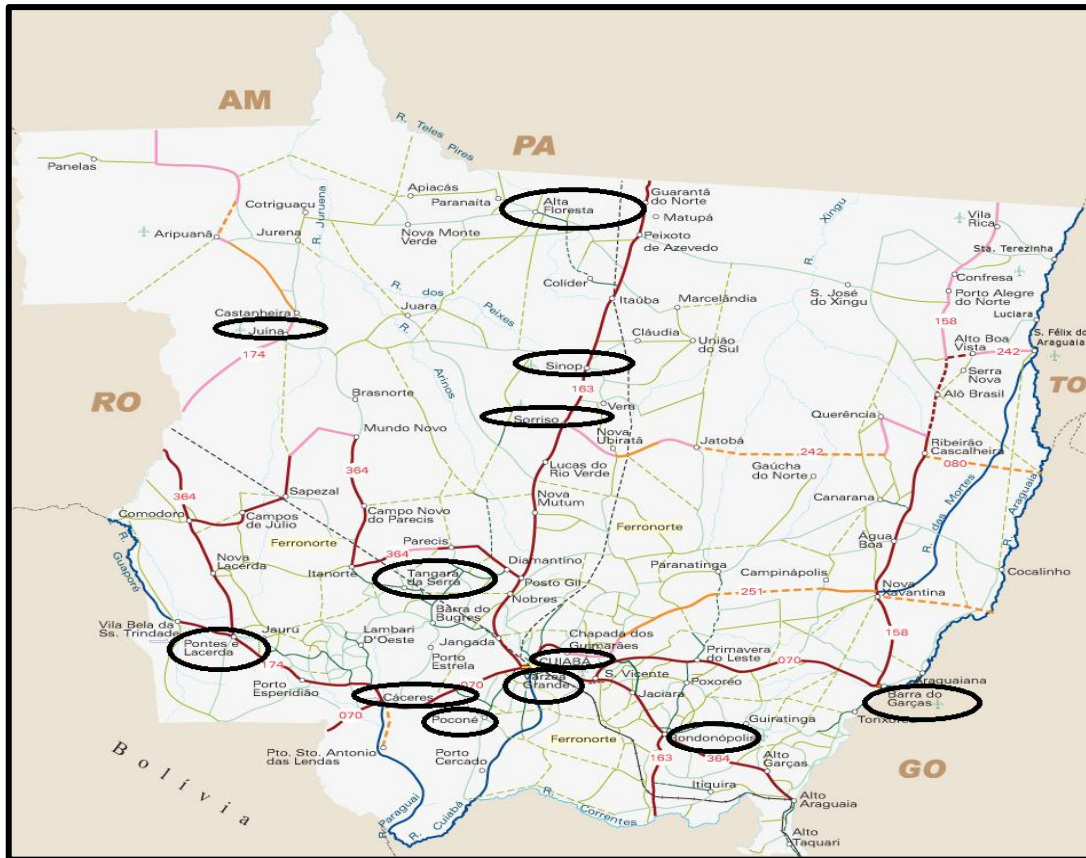 AM
PA
R. Teles
Pires
Panelas
Apiacás
Paranaíta
Alta
Floresta
Guarantã
do Norte
Matupá
Cotriguaçu
R. Juruena
Jurena
Nova Monte
Verde
Peixoto
de Azevedo
R. Xingu
Vila
Rica
Sta. Terezinha
Aripuanã
Colíder
Itaúba
Marcelândia
S. José
do Xingu
Confresa
Porto Alegre
do Norte
Luciara
R. dos
Peixes
Juara
Castanheira
Juína
174
R.
Arinos
Cláudia
União
do Sul
158
Alto Boa
Vista
242
S. Félix do
Araguaia
Sinop
163
Serra
Nova
Alô Brasil
TO
RO
Brasnorte
Sorriso
Vera
Nova
Ubiratã
Jatobá
Querência
Mundo Novo
242
Ribeirão
Cascalheira
080
364
364
Lucas do
Rio Verde
Gaúcha
do Norte
Sapezal
Campo Novo
do Parecis
Nova
Mutum
Canarana
R. das Mortes
R. Araguaia
Comodoro
Campos
de Júlio
Ferronorte
Ferronorte
Água
Boa
R.
Guaporé
Nova
Lacerda
Parecis
364
Itanorte
Diamantino
Tangará
da Serra
Posto Gil
Paranatinga
Campinápolis
Cocalinho
Nobres
251
Nova
Xavantina
Vila Bela da
Ss. Trindade
Barra do
Bugres
Jaurú
Lambari
D'Oeste
Jangada
Chapada dos
Guimarães
158
Pontes e
Lacerda
174
Porto
Estrela
CUIABÁ
Primavera
do Leste
070
Porto
Esperidião
070
Várzea
Grande
S. Vicente
Poxoréo
Araguaiana
Cáceres
Jaciara
Barra do
Garças
070
Poconé
Guiratinga
Torixoréu
Rondonópolis
Pto. Sto. Antonio
das Lendas
Porto
Cercado
Ferronorte
163
364
Alto
Garças
GO
Bolívia
Itiquira
R. Paraguai
R. Cuiabá
R. Correntes
Alto
Araguaia
Alto
Taquari